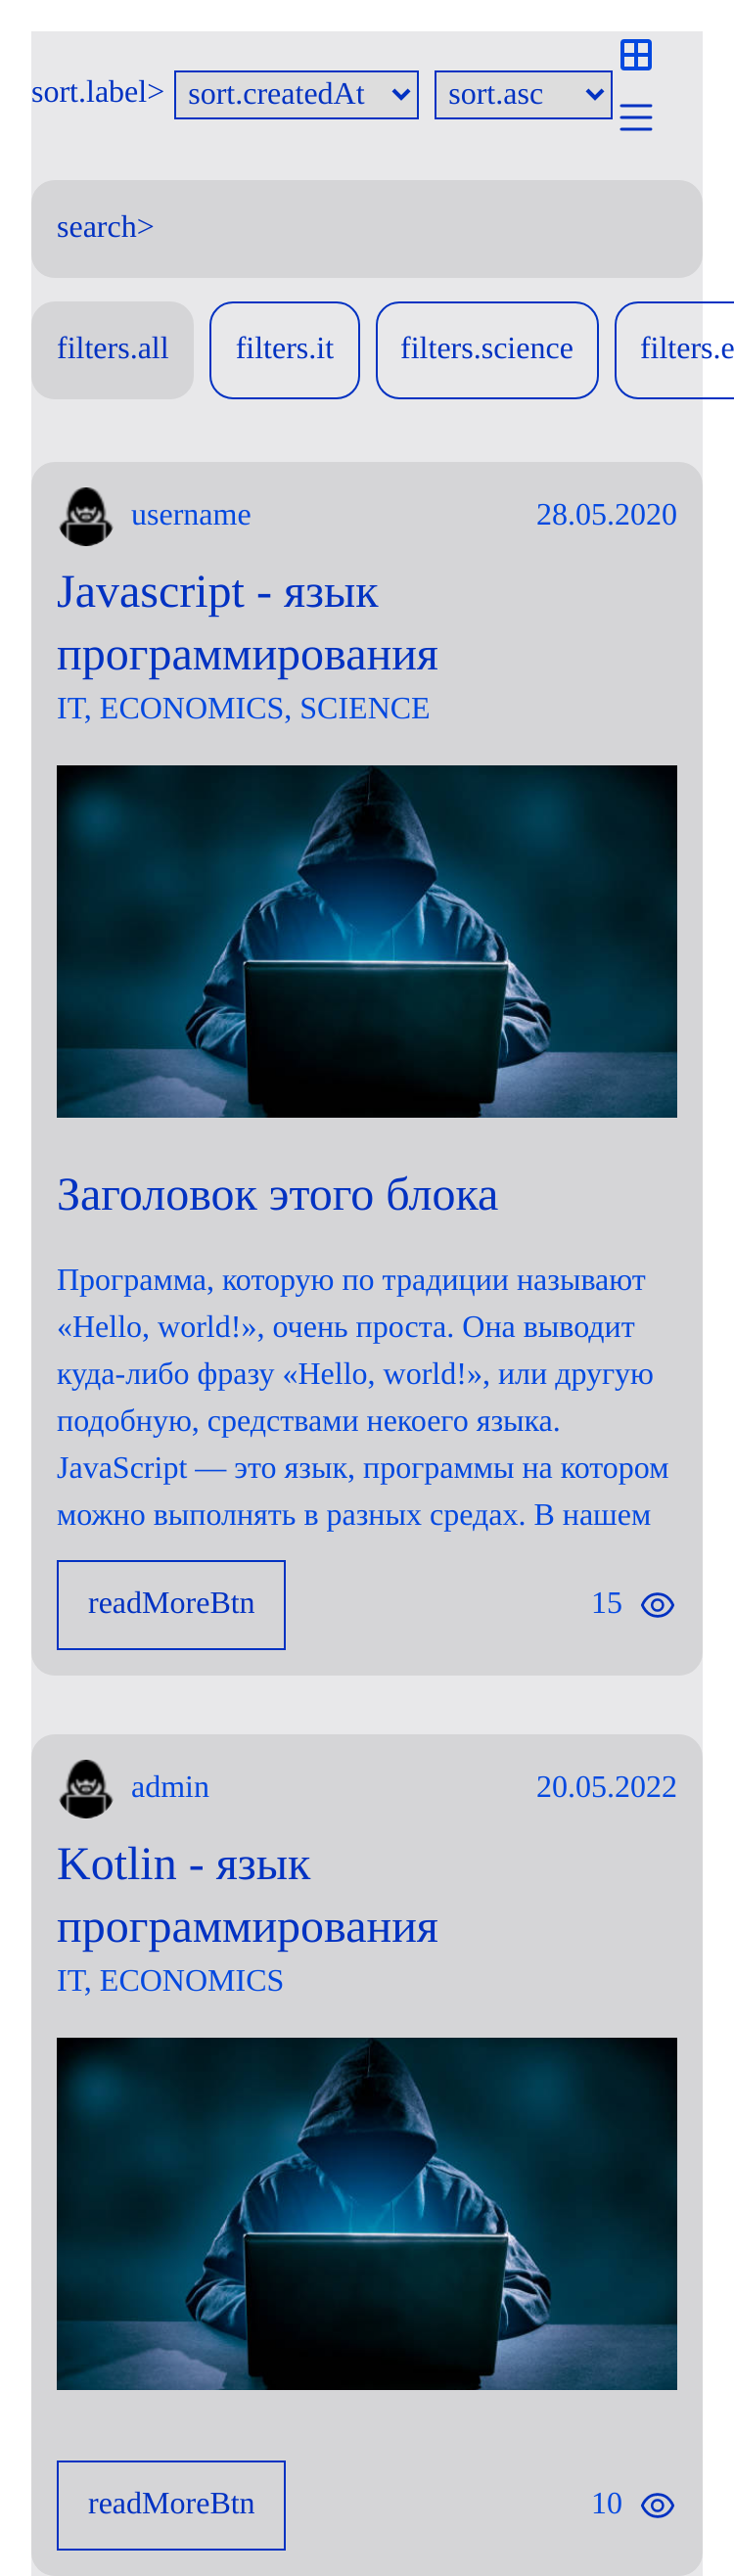 sort.label> sort.createdAt sort.asc
search>
filters.all filters.it filters.science filters.e
username 28.05.2020
Javascript - язык
программирования
IT, ECONOMICS, SCIENCE
Заголовок этого блока
Программа, которую по традиции называют
«Hello, world!», очень проста. Она выводит
куда-либо фразу «Hello, world!», или другую
подобную, средствами некоего языка.
JavaScript — это язык, программы на котором
можно выполнять в разных средах. В нашем
readMoreBtn 15
admin 20.05.2022
Kotlin - язык
программирования
IT, ECONOMICS
readMoreBtn 10